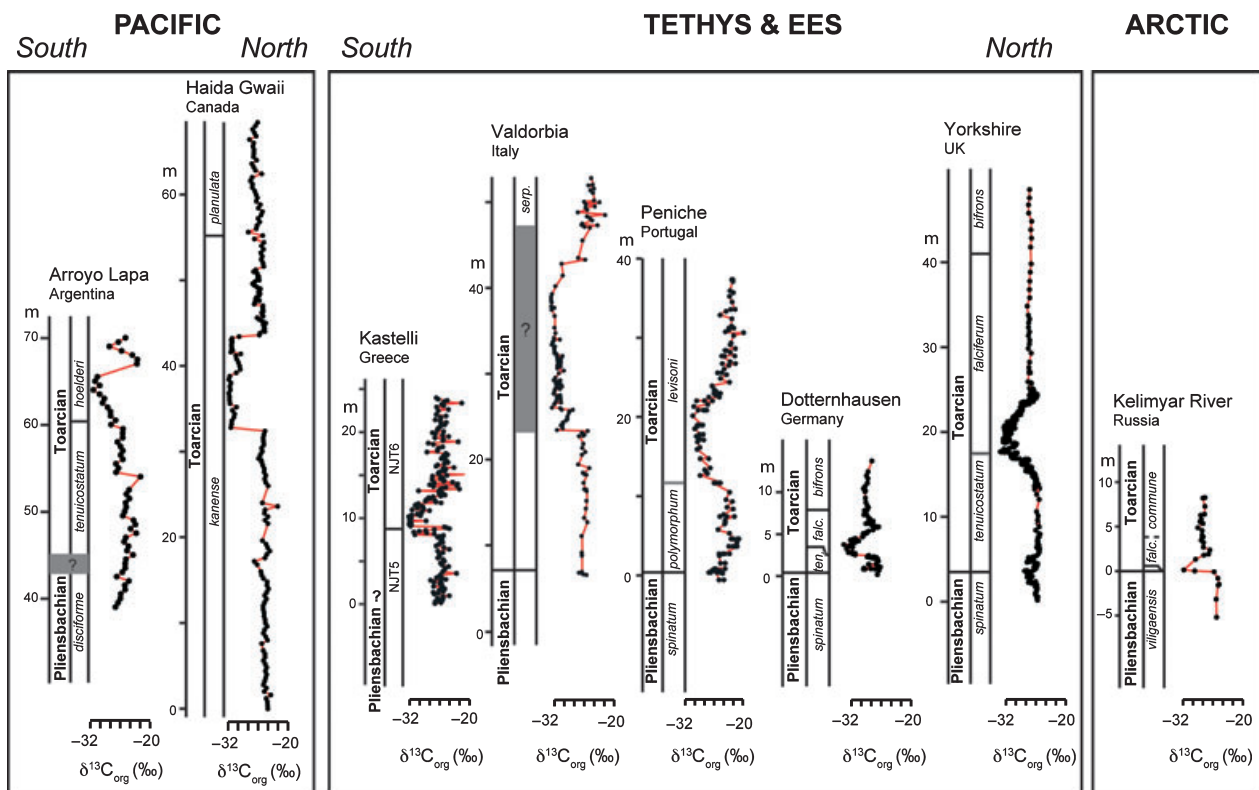 PACIFIC
TETHYS & EES
ARCTIC
South
North
South
North
Arroyo Lapa
Argentina
m
70
60
50
40
Pliensbachian
Toarcian
disciforme
?
tenuicostatum
hoelderi
–32
–20
δ¹³Corg (‰)
Haida Gwaii
Canada
m
60
40
20
0
Toarcian
kanense
planulata
–32
–20
δ¹³Corg (‰)
Kastelli
Greece
m
20
10
0
Pliensbachian ?
Toarcian
NJT5
NJT6
–32
–20
δ¹³Corg (‰)
Valdorbia
Italy
m
40
20
0
Pliensbachian
Toarcian
?
serp.
–32
–20
δ¹³Corg (‰)
Peniche
Portugal
m
40
20
0
Pliensbachian
Toarcian
spinatum
polymorphum
levisoni
–32
–20
δ¹³Corg (‰)
Dotternhausen
Germany
m
10
5
0
Pliensbachian
Toarcian
spinatum
ten.
falc.
bifrons
–32
–20
δ¹³Corg (‰)
Yorkshire
UK
m
40
30
20
10
0
Pliensbachian
Toarcian
spinatum
tenuicostatum
falciferum
bifrons
–32
–20
δ¹³Corg (‰)
Kelimyar River
Russia
m
10
5
0
–5
Pliensbachian
Toarcian
viligaensis
falc.
commune
–32
–20
δ¹³Corg (‰)